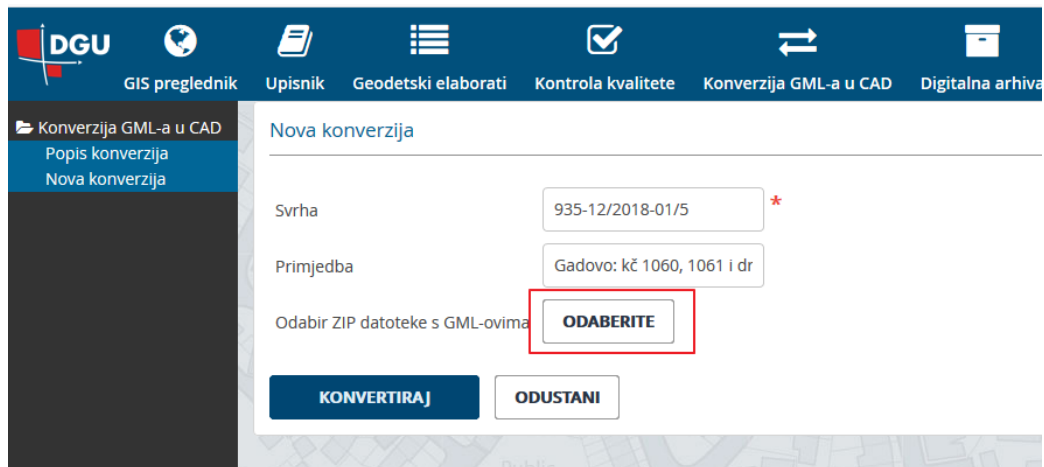 DGU
GIS preglednik Upisnik Geodetski elaborati Kontrola kvalitete Konverzija GML-a u CAD Digitalna arhiva
Konverzija GML-a u CAD
Popis konverzija
Nova konverzija
Nova konverzija
Svrha 935-12/2018-01/5 *
Primjedba Gadovo: kč 1060, 1061 i dr
Odabir ZIP datoteke s GML-ovima ODABERITE
KONVERTIRAJ ODUSTANI